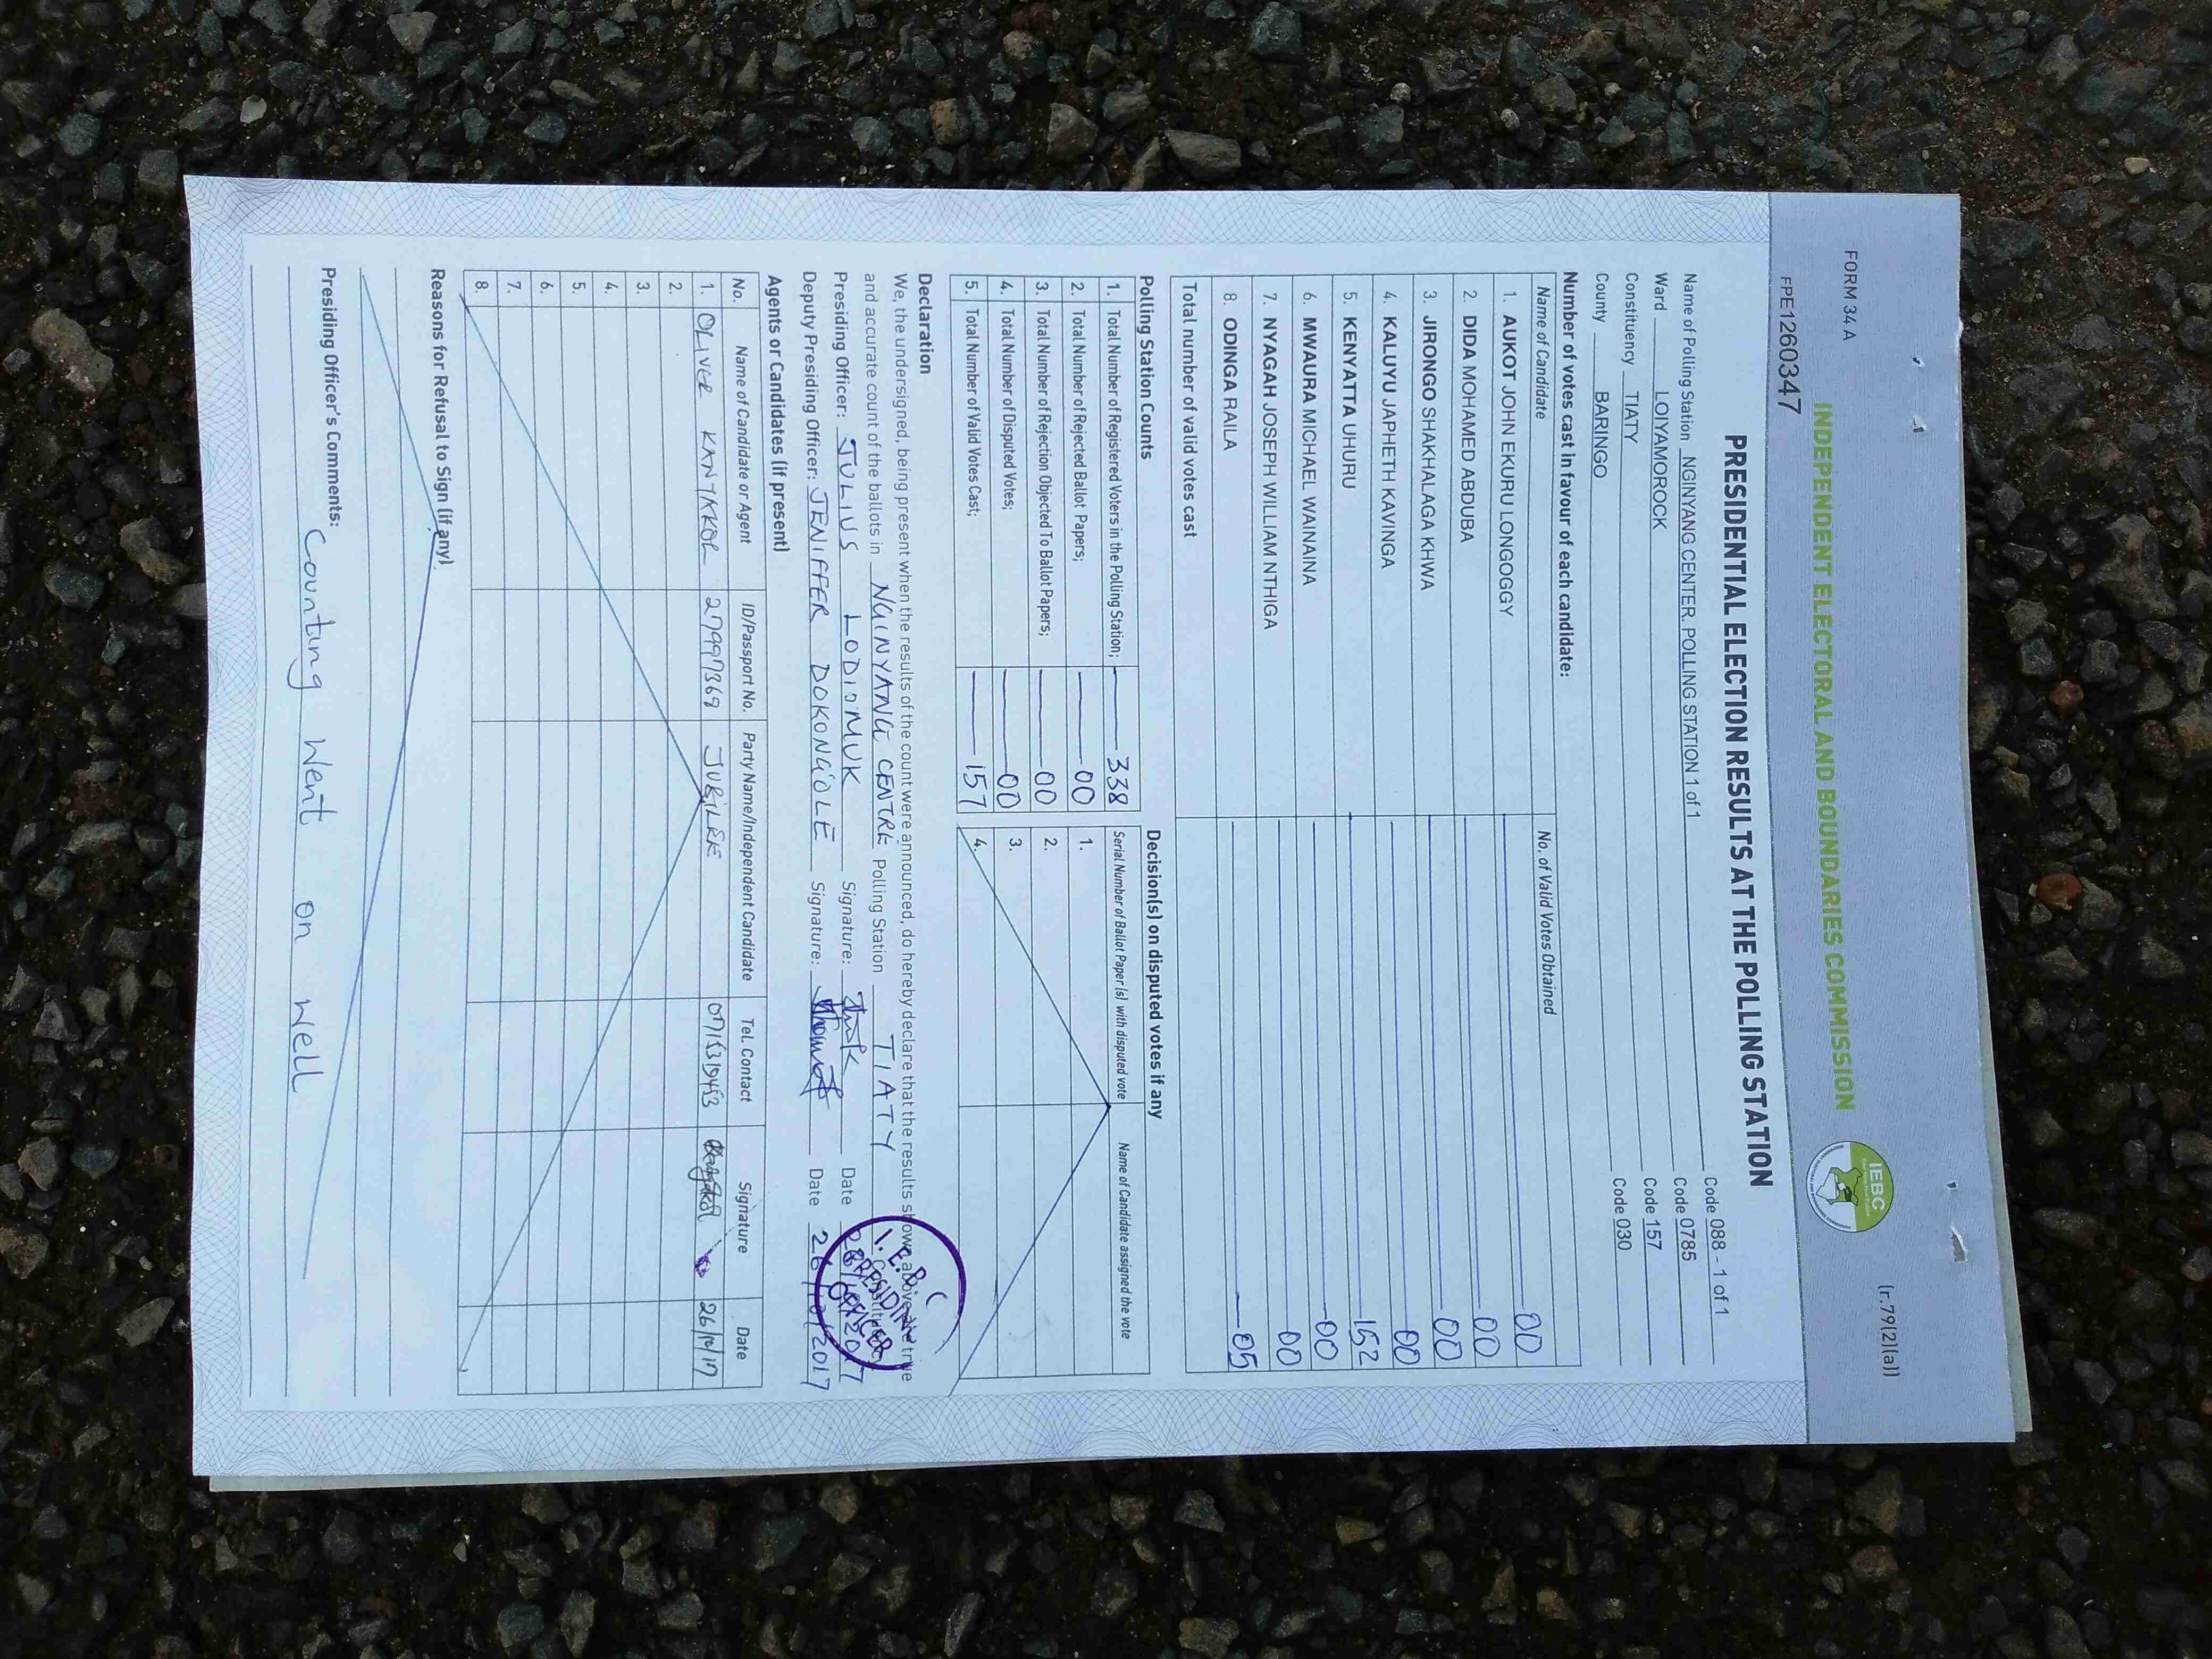 FORM 34 A
(r.79(2)(a))
INDEPENDENT ELECTORAL AND BOUNDARIES COMMISSION
IEBC
FPE1260347
PRESIDENTIAL ELECTION RESULTS AT THE POLLING STATION
Name of Polling Station NGINYANG CENTER. POLLING STATION 1 of 1 Code 088 - 1 of 1
Ward LOIYAMOROCK Code 0785
Constituency TIATY Code 157
County BARINGO Code 030
Number of votes cast in favour of each candidate:
Name of Candidate No. of Valid Votes Obtained
1. AUKOT JOHN EKURU LONGOGGY 00
2. DIDA MOHAMED ABDUBA 00
3. JIRONGO SHAKHALAGA KHWA 00
4. KALUYU JAPHETH KAVINGA 00
5. KENYATTA UHURU 152
6. MWAURA MICHAEL WAINAINA 00
7. NYAGAH JOSEPH WILLIAM NTHIGA 00
8. ODINGA RAILA 05
Total number of valid votes cast
Polling Station Counts
1. Total Number of Registered Voters in the Polling Station; 338
2. Total Number of Rejected Ballot Papers; 00
3. Total Number of Rejection Objected To Ballot Papers; 00
4. Total Number of Disputed Votes; 00
5. Total Number of Valid Votes Cast; 157
Decision(s) on disputed votes if any
Serial Number of Ballot Paper (s) with disputed vote Name of Candidate assigned the vote
1.
2.
3.
4.
Declaration
We, the undersigned, being present when the results of the count were announced, do hereby declare that the results shown above are true
and accurate count of the ballots in NGINYANG CENTRE Polling Station TIATY
Presiding Officer: JULIUS LODIOMUK Signature: Date
Deputy Presiding Officer: JENIFFER DOKONGOLE Signature: Date 26/10/2017
I.E.B.C
PRESIDING
OFFICER
Agents or Candidates (if present)
No. Name of Candidate or Agent ID/Passport No. Party Name/Independent Candidate Tel. Contact Signature Date
1. OLIVER JUBILEE 26/10/17
2.
3.
4.
5.
6.
7.
8.
Reasons for Refusal to Sign (if any)
Presiding Officer's Comments:
Counting Went on well